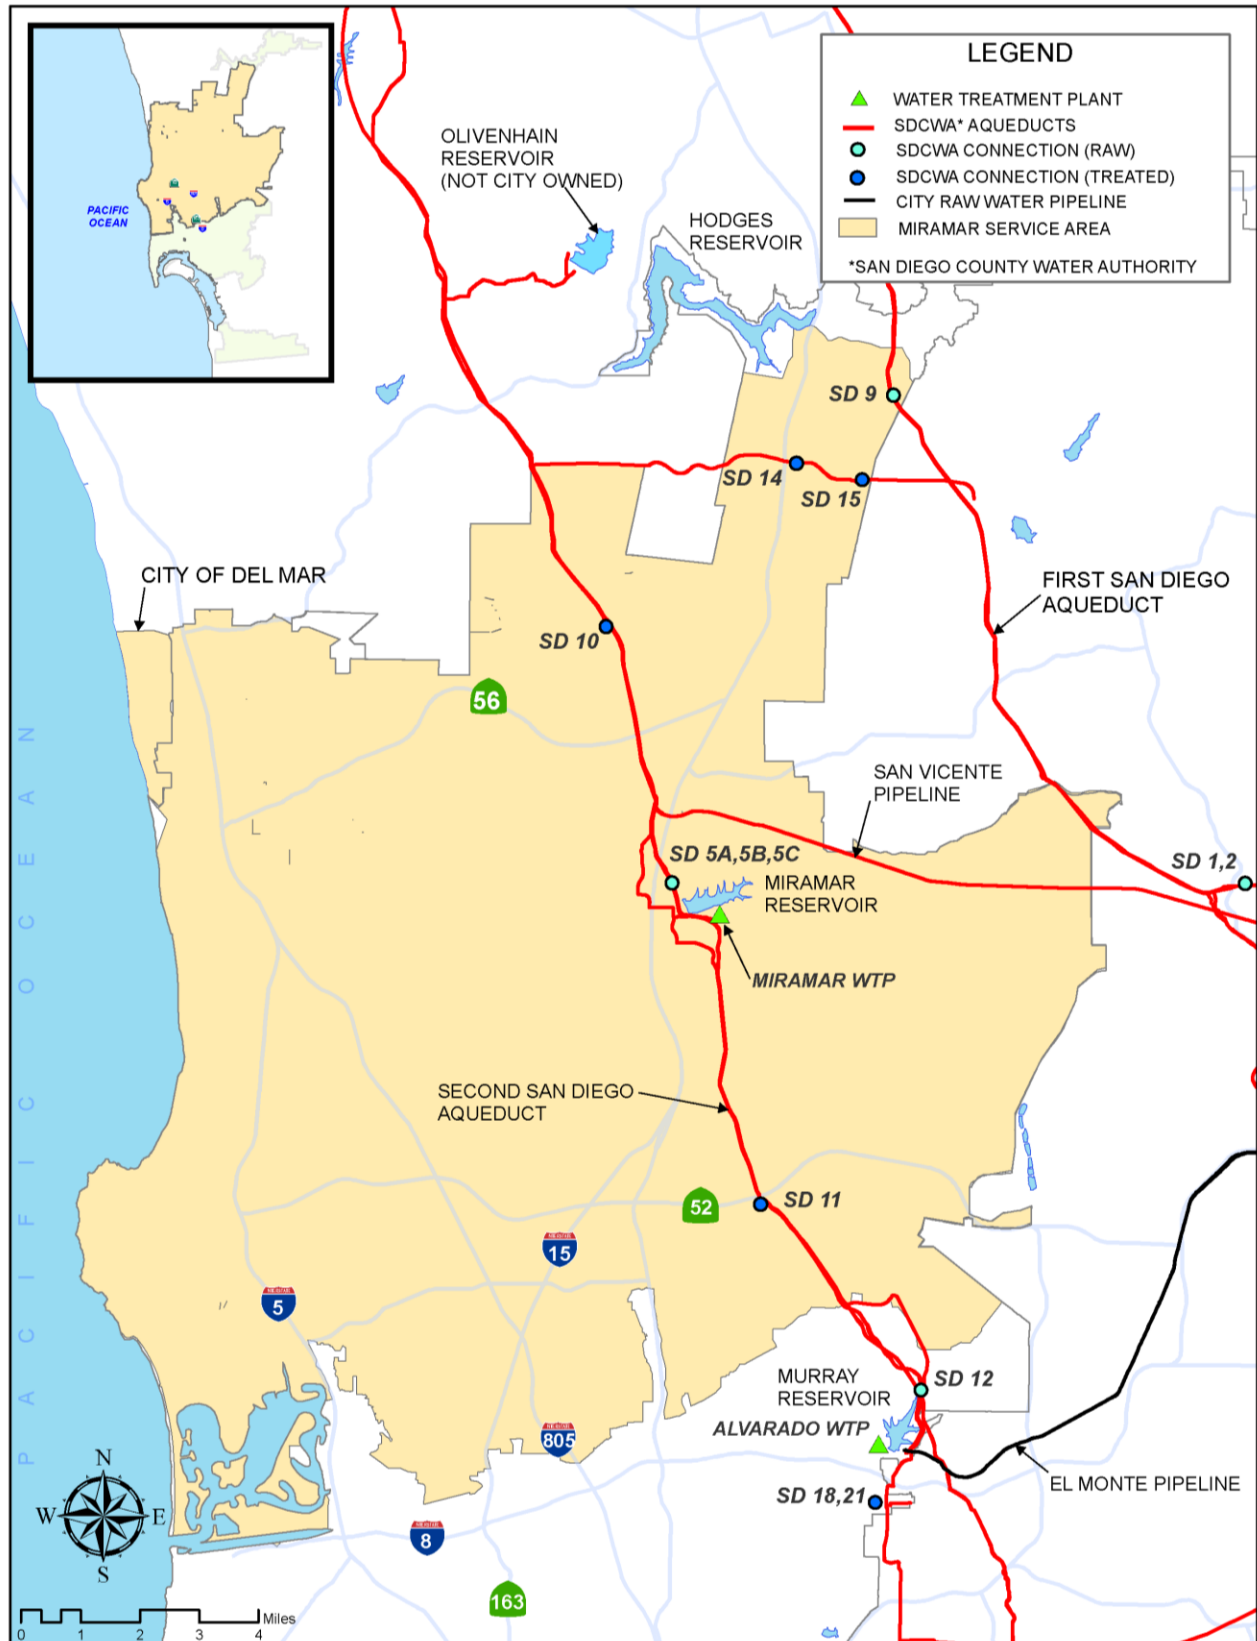 PACIFIC
OCEAN
LEGEND
WATER TREATMENT PLANT
SDCWA* AQUEDUCTS
SDCWA CONNECTION (RAW)
SDCWA CONNECTION (TREATED)
CITY RAW WATER PIPELINE
MIRAMAR SERVICE AREA
*SAN DIEGO COUNTY WATER AUTHORITY
OLIVENHAIN
RESERVOIR
(NOT CITY OWNED)
HODGES
RESERVOIR
SD 9
SD 14
SD 15
CITY OF DEL MAR
FIRST SAN DIEGO
AQUEDUCT
SD 10
56
SAN VICENTE
PIPELINE
SD 5A,5B,5C
SD 1,2
MIRAMAR
RESERVOIR
MIRAMAR WTP
SECOND SAN DIEGO
AQUEDUCT
PACIFIC OCEAN
SD 11
52
15
5
MURRAY
RESERVOIR
SD 12
ALVARADO WTP
805
EL MONTE PIPELINE
SD 18,21
8
163
N
W E
S
Miles
0 1 2 3 4